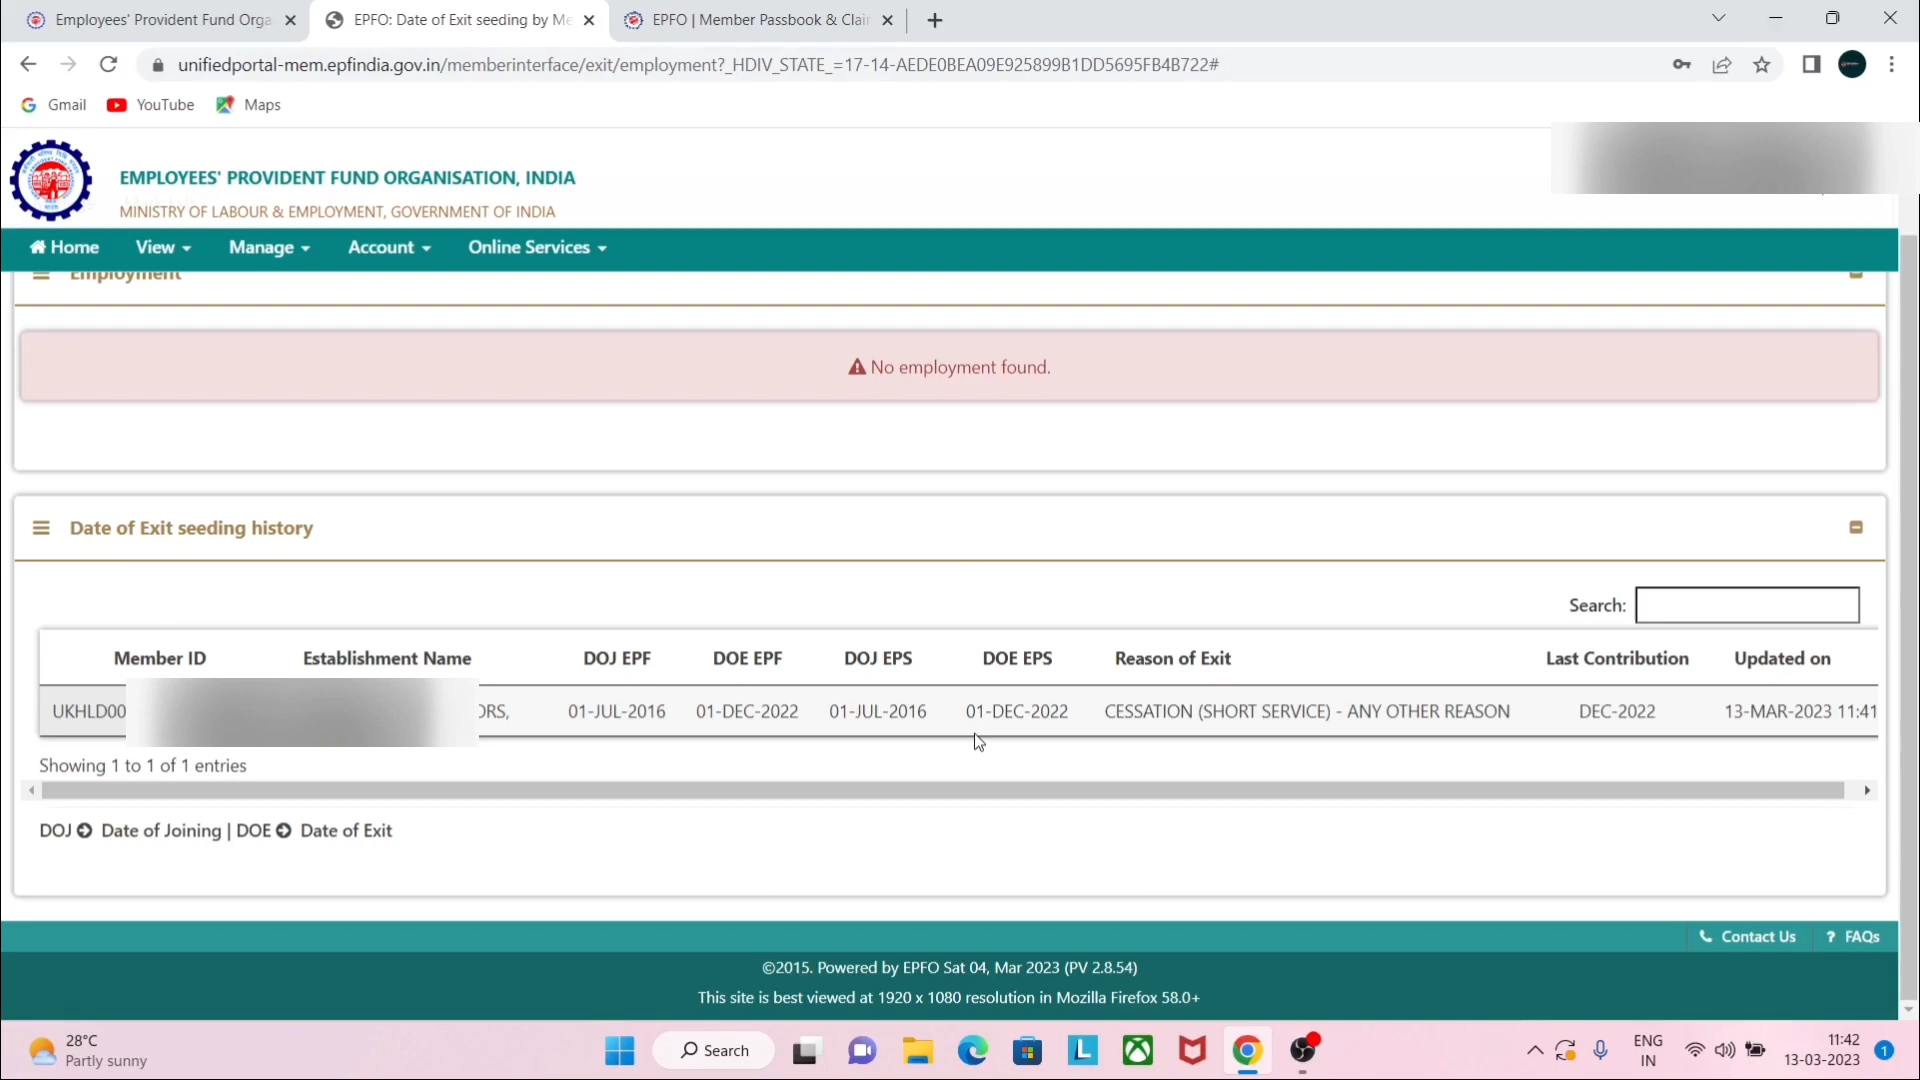 Employees' Provident Fund Orga
EPFO: Date of Exit seeding by Me
EPFO | Member Passbook & Clai
unifiedportal-mem.epfindia.gov.in/memberinterface/exit/employment?_HDIV_STATE_=17-14-AEDE0BEA09E925899B1DD5695FB4B722#
Gmail YouTube Maps
EMPLOYEES' PROVIDENT FUND ORGANISATION, INDIA
MINISTRY OF LABOUR & EMPLOYMENT, GOVERNMENT OF INDIA
Home View Manage Account Online Services
Employment
No employment found.
Date of Exit seeding history
Search:
Member ID Establishment Name DOJ EPF DOE EPF DOJ EPS DOE EPS Reason of Exit Last Contribution Updated on
UKHLD00 ORS, 01-JUL-2016 01-DEC-2022 01-JUL-2016 01-DEC-2022 CESSATION (SHORT SERVICE) - ANY OTHER REASON DEC-2022 13-MAR-2023 11:41
Showing 1 to 1 of 1 entries
DOJ Date of Joining | DOE Date of Exit
Contact Us ? FAQs
©2015. Powered by EPFO Sat 04, Mar 2023 (PV 2.8.54)
This site is best viewed at 1920 x 1080 resolution in Mozilla Firefox 58.0+
28°C
Partly sunny
Search
ENG
IN
11:42
13-03-2023
1